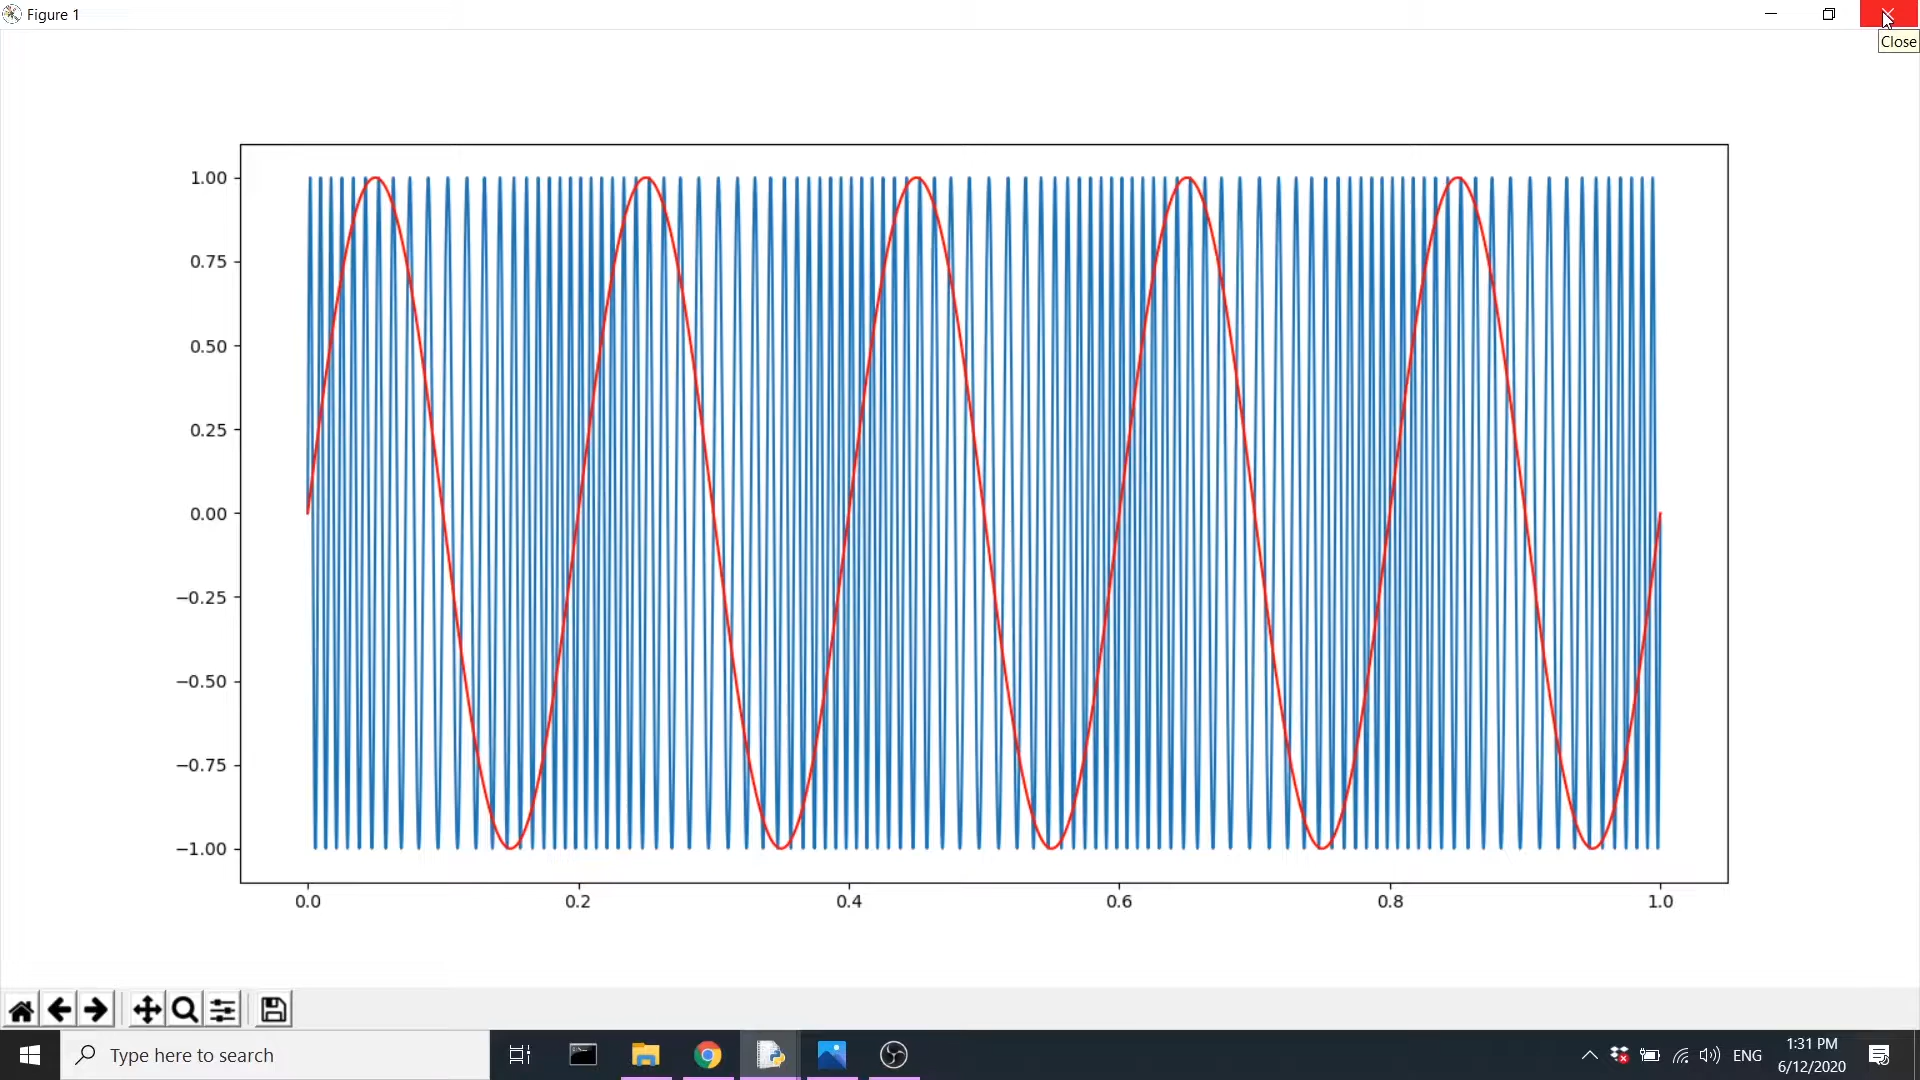 Figure 1
Close
1.00
0.75
0.50
0.25
0.00
−0.25
−0.50
−0.75
−1.00
0.0 0.2 0.4 0.6 0.8 1.0
Type here to search
ENG
1:31 PM
6/12/2020